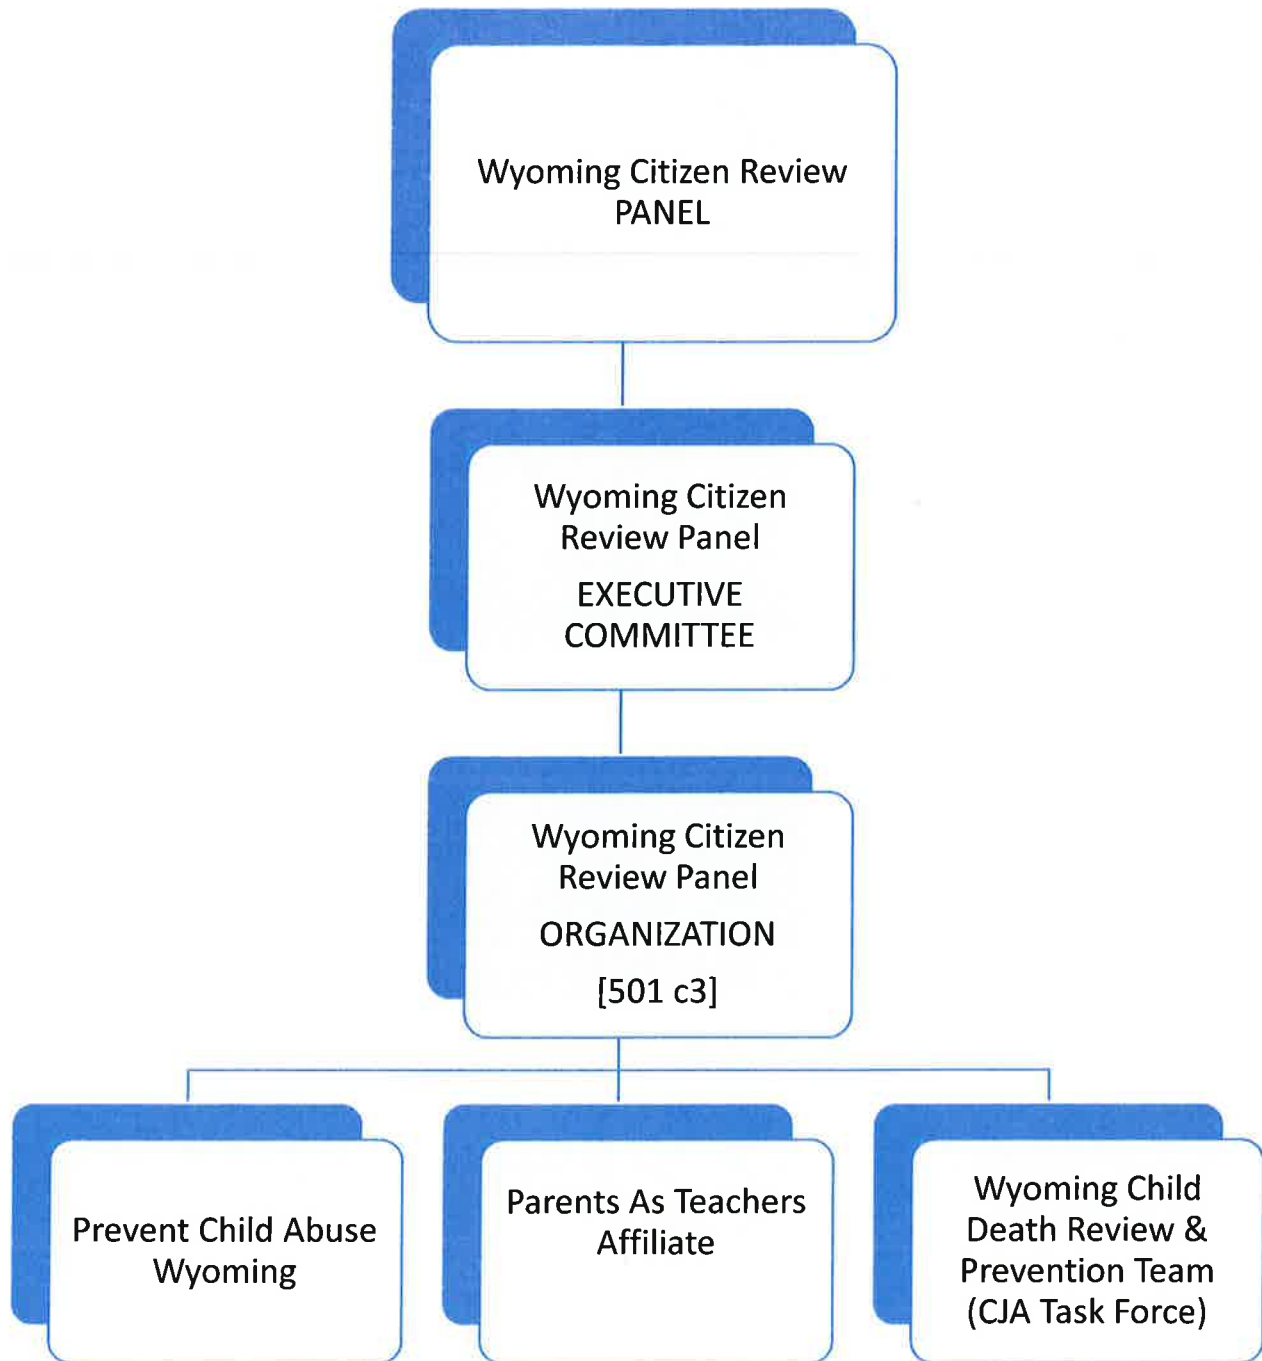 Wyoming Citizen Review
PANEL
Wyoming Citizen
Review Panel
EXECUTIVE
COMMITTEE
Wyoming Citizen
Review Panel
ORGANIZATION
[501 c3]
Prevent Child Abuse
Wyoming
Parents As Teachers
Affiliate
Wyoming Child
Death Review &
Prevention Team
(CJA Task Force)